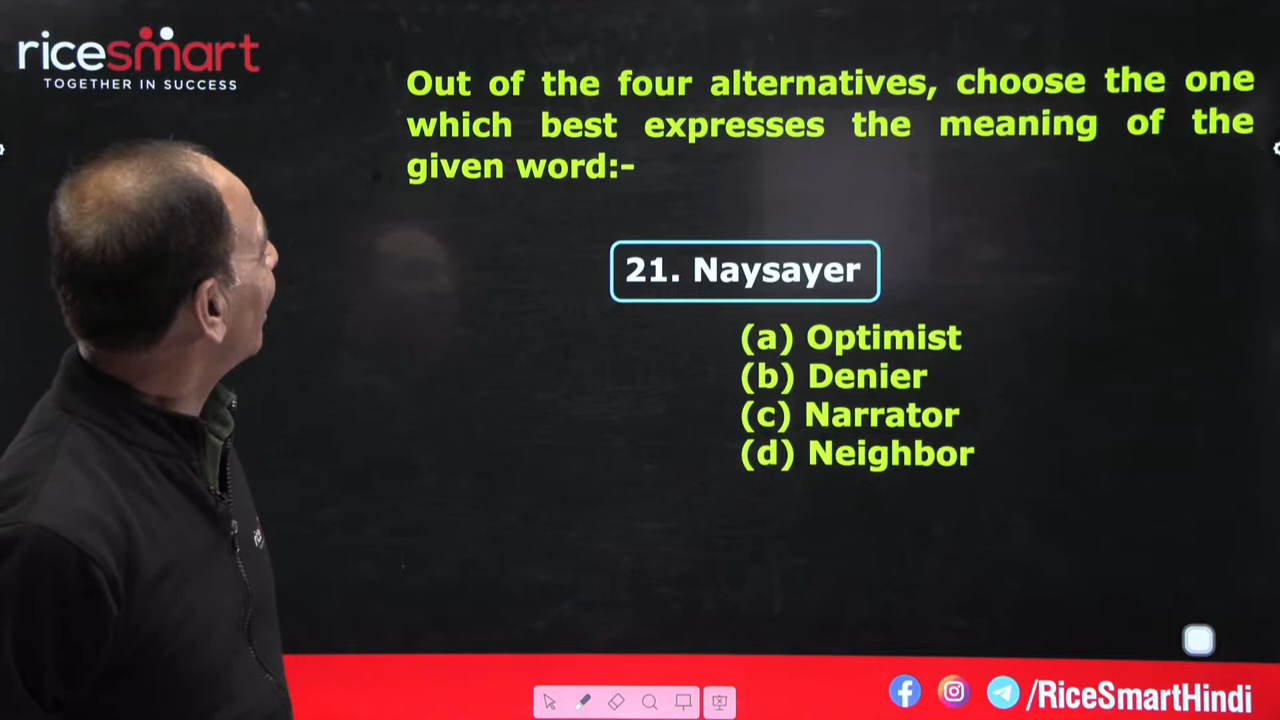 ricesmart
TOGETHER IN SUCCESS
Out of the four alternatives, choose the one
which best expresses the meaning of the
given word:-
21. Naysayer
(a) Optimist
(b) Denier
(c) Narrator
(d) Neighbor
/RiceSmartHindi